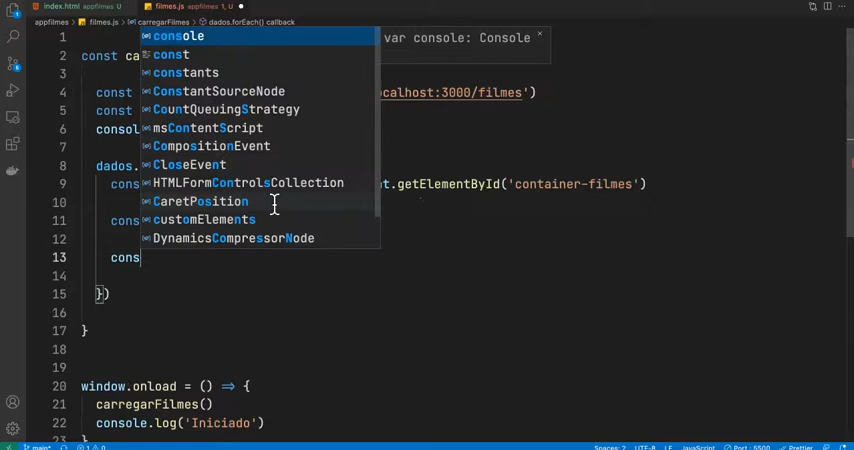 index.html appfilmes U
filmes.js appfilmes 1, U
appfilmes > filmes.js > carregarFilmes > dados.forEach() callback
console
const
constants
ConstantSourceNode
CountQueuingStrategy
msContentScript
CompositionEvent
CloseEvent
HTMLFormControlsCollection
CaretPosition
customElements
DynamicsCompressorNode
var console: Console
1
2 const ca
3
4 const ocalhost:3000/filmes')
5 const
6 consol
7
8 dados.
9 cons t.getElementById('container-filmes')
10
11 cons
12
13 cons
14
15 })
16
17 }
18
19
20 window.onload = () => {
21 carregarFilmes()
22 console.log('Iniciado')
23 }
main* 1 0 Spaces: 2 UTF-8 LF JavaScript Port : 5500 Prettier